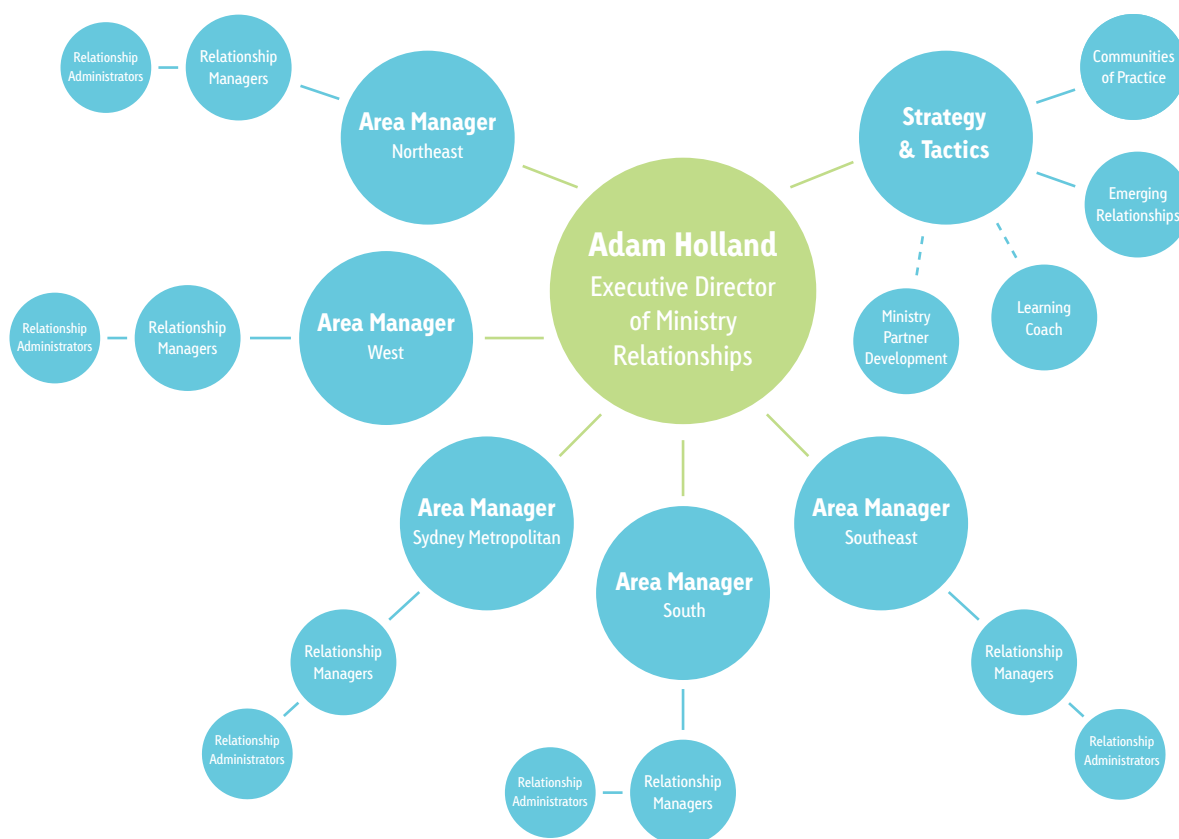 Relationship
Administrators
Relationship
Managers
Area Manager
Northeast
Strategy
& Tactics
Communities
of Practice
Emerging
Relationships
Learning
Coach
Ministry
Partner
Development
Adam Holland
Executive Director
of Ministry
Relationships
Relationship
Administrators
Relationship
Managers
Area Manager
West
Area Manager
Sydney Metropolitan
Relationship
Managers
Relationship
Administrators
Area Manager
South
Relationship
Administrators
Relationship
Managers
Area Manager
Southeast
Relationship
Managers
Relationship
Administrators